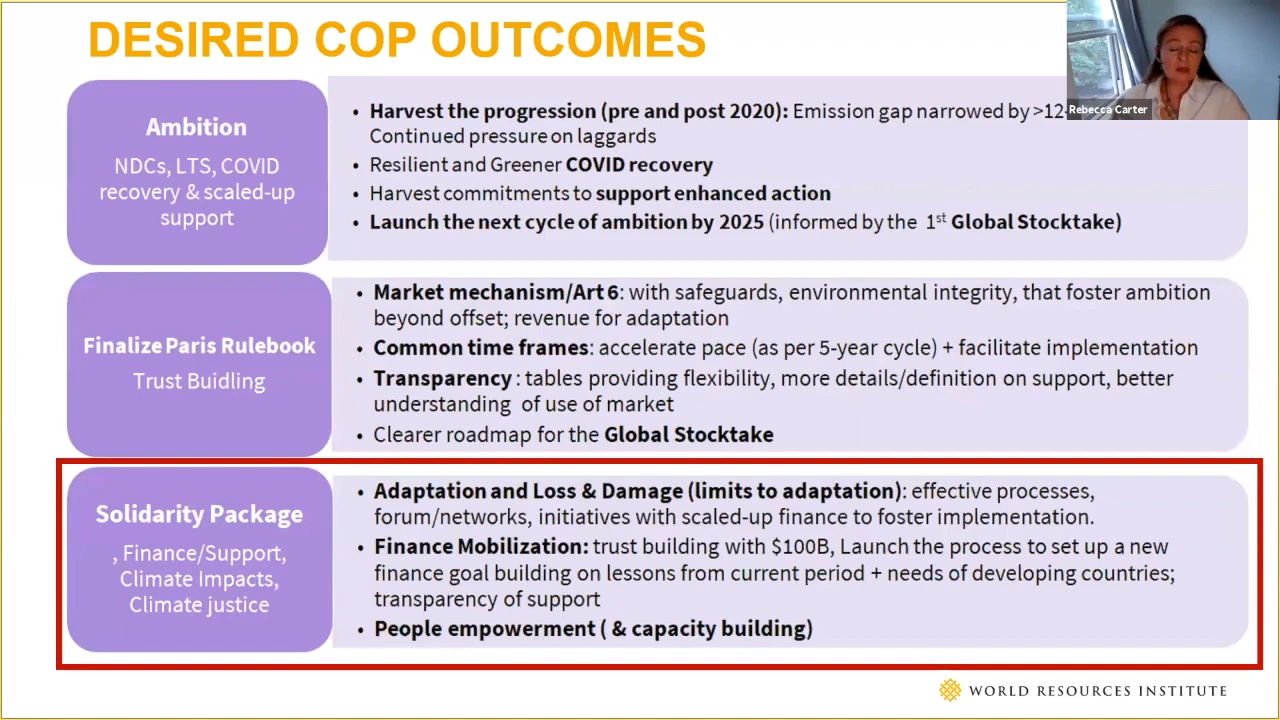 DESIRED COP OUTCOMES
Rebecca Carter
Ambition
NDCs, LTS, COVID
recovery & scaled-up
support
• Harvest the progression (pre and post 2020): Emission gap narrowed by >12-
Continued pressure on laggards
• Resilient and Greener COVID recovery
• Harvest commitments to support enhanced action
• Launch the next cycle of ambition by 2025 (informed by the 1st Global Stocktake)
Finalize Paris Rulebook
Trust Buidling
• Market mechanism/Art 6: with safeguards, environmental integrity, that foster ambition
beyond offset; revenue for adaptation
• Common time frames: accelerate pace (as per 5-year cycle) + facilitate implementation
• Transparency : tables providing flexibility, more details/definition on support, better
understanding of use of market
• Clearer roadmap for the Global Stocktake
Solidarity Package
, Finance/Support,
Climate Impacts,
Climate justice
• Adaptation and Loss & Damage (limits to adaptation): effective processes,
forum/networks, initiatives with scaled-up finance to foster implementation.
• Finance Mobilization: trust building with $100B, Launch the process to set up a new
finance goal building on lessons from current period + needs of developing countries;
transparency of support
• People empowerment ( & capacity building)
WORLD RESOURCES INSTITUTE